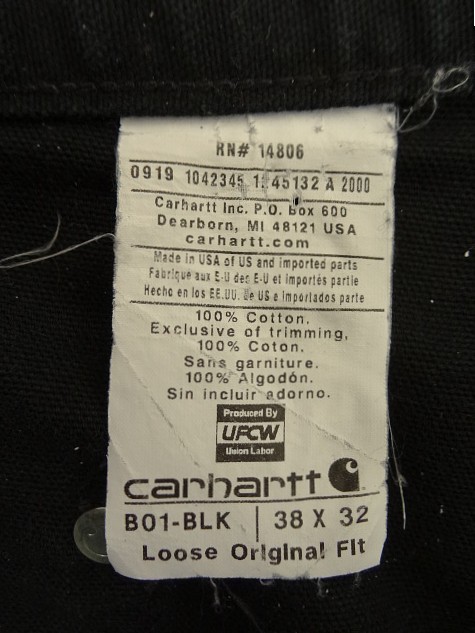 RN# 14806
0919 1042345 45132 A 2000
Carhartt Inc. P.O. Box 600
Dearborn, MI 48121 USA
carhartt.com
Made in USA of US and imported parts
Fabrique aux E-U des E-U et importés partie
Hecho en los EE.UU. de US e importados parte
100% Cotton.
Exclusive of trimming,
100% Coton.
Sans garniture.
100% Algodón.
Sin incluir adorno.
Produced By
UFCW
Union Labor
carhartt
B01-BLK | 38 X 32
Loose Original Fit